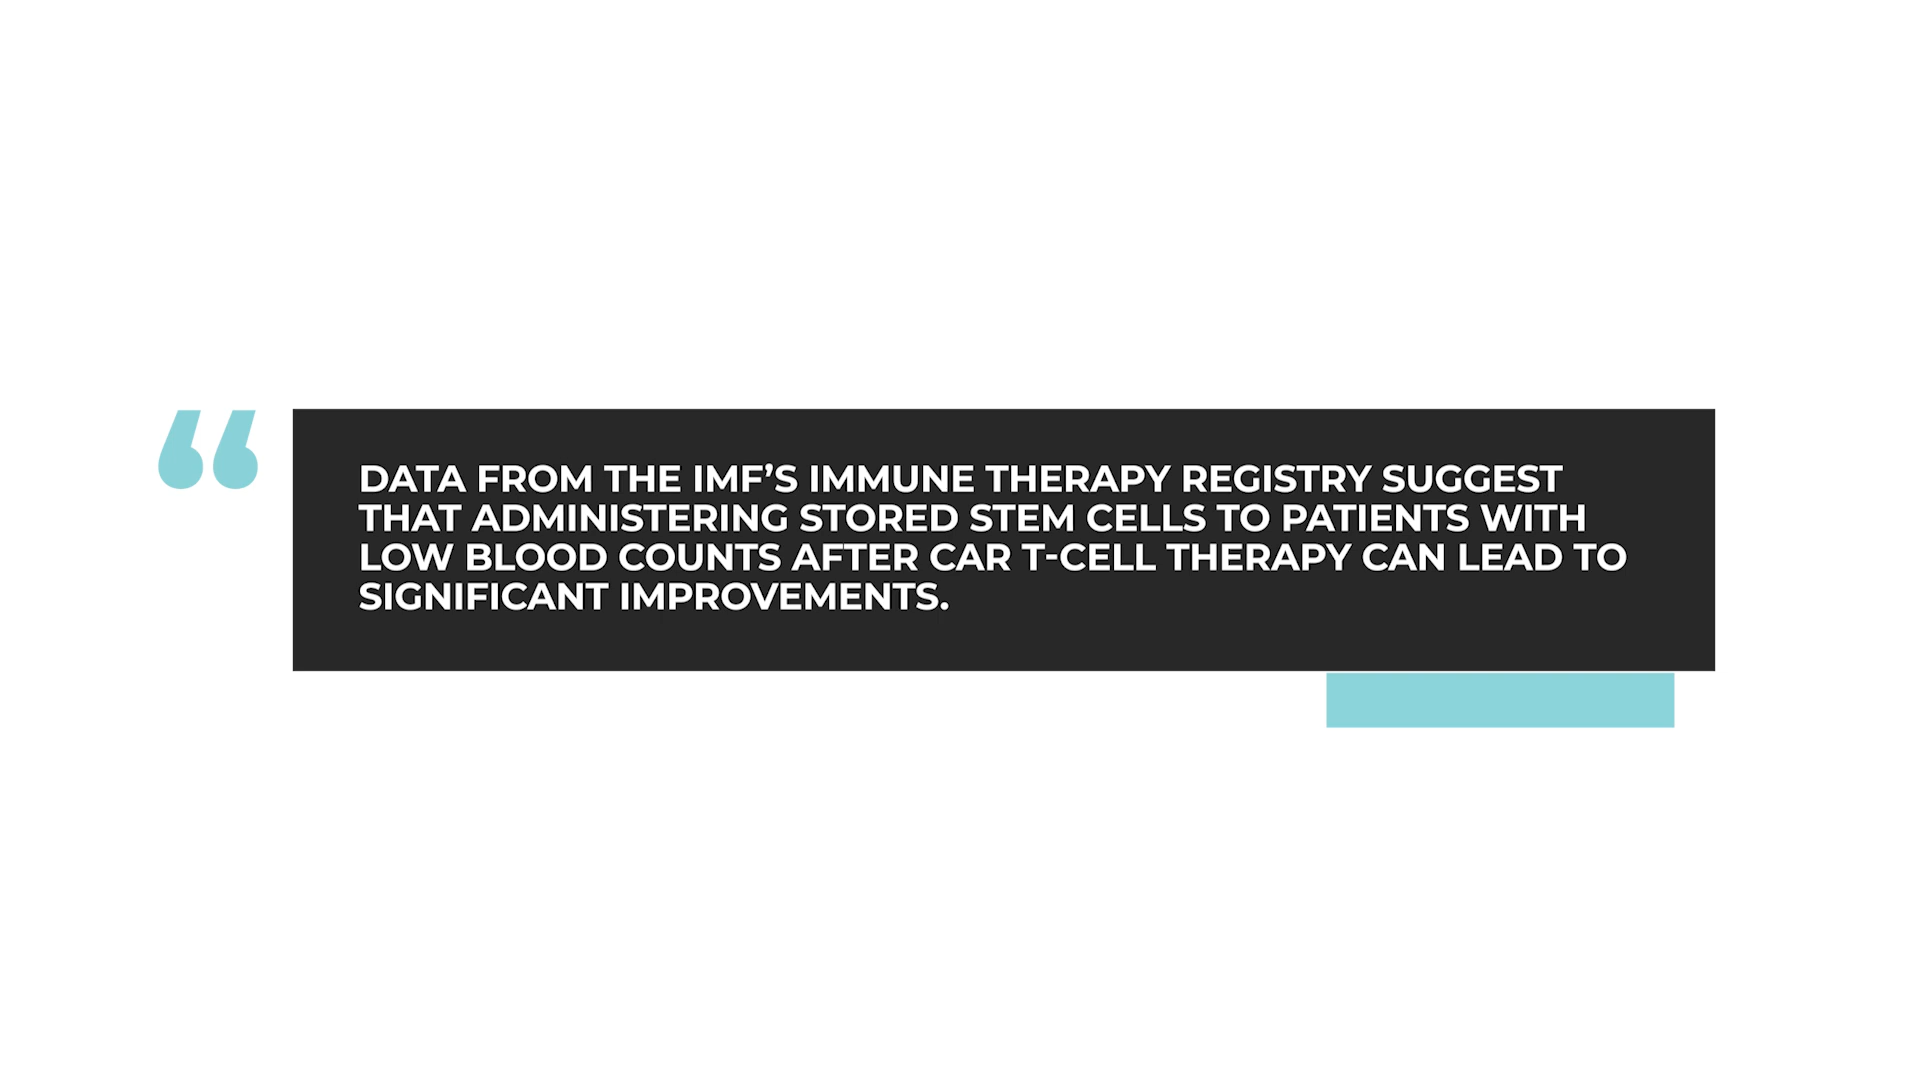 “
DATA FROM THE IMF’S IMMUNE THERAPY REGISTRY SUGGEST
THAT ADMINISTERING STORED STEM CELLS TO PATIENTS WITH
LOW BLOOD COUNTS AFTER CAR T-CELL THERAPY CAN LEAD TO
SIGNIFICANT IMPROVEMENTS.